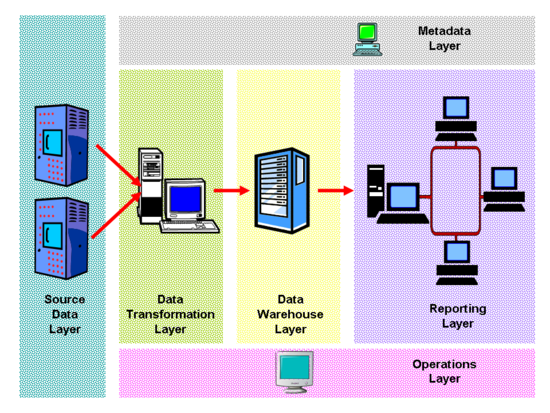 Metadata
Layer
Source
Data
Layer
Data
Transformation
Layer
Data
Warehouse
Layer
Reporting
Layer
Operations
Layer